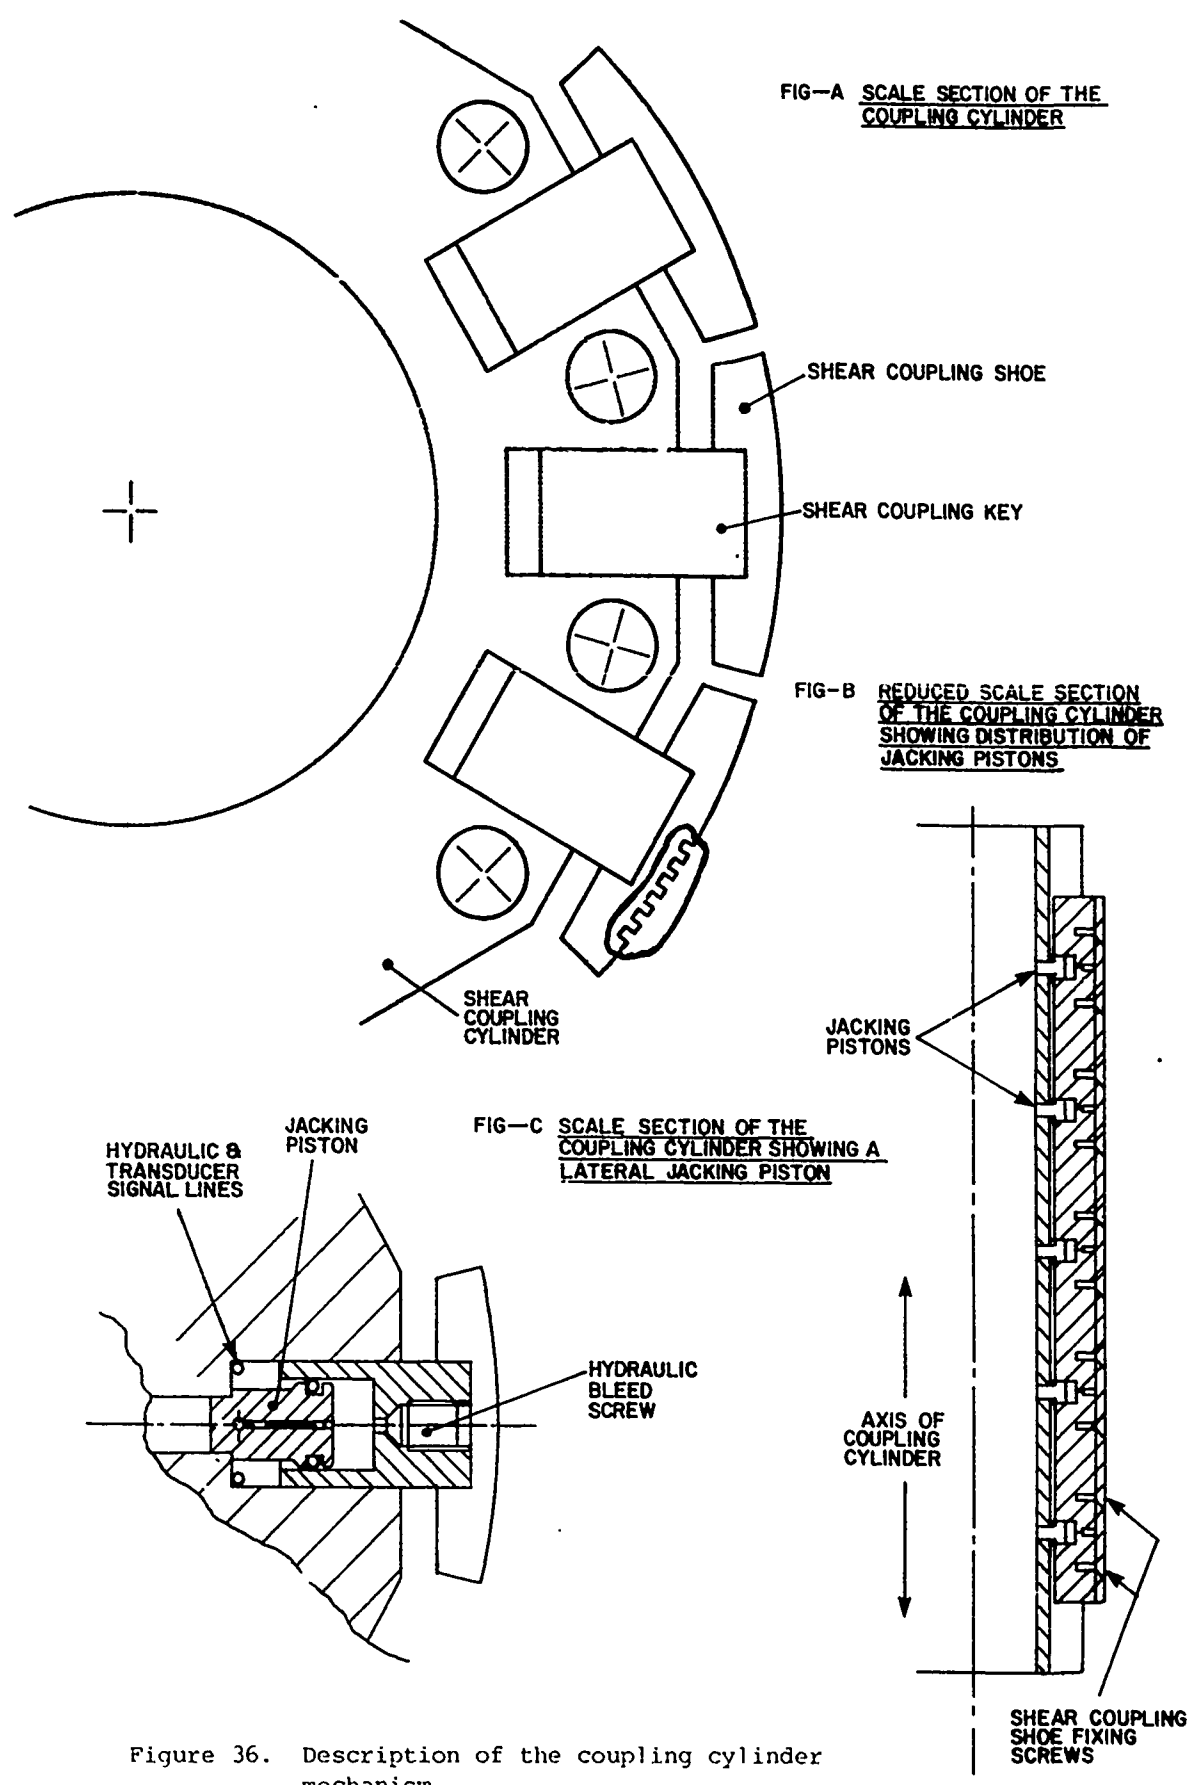 FIG—A SCALE SECTION OF THE
COUPLING CYLINDER
SHEAR COUPLING SHOE
SHEAR COUPLING KEY
FIG—B REDUCED SCALE SECTION
OF THE COUPLING CYLINDER
SHOWING DISTRIBUTION OF
JACKING PISTONS
SHEAR
COUPLING
CYLINDER
JACKING
PISTONS
FIG—C SCALE SECTION OF THE
COUPLING CYLINDER SHOWING A
LATERAL JACKING PISTON
JACKING
PISTON
HYDRAULIC &
TRANSDUCER
SIGNAL LINES
HYDRAULIC
BLEED
SCREW
AXIS OF
COUPLING
CYLINDER
SHEAR COUPLING
SHOE FIXING
SCREWS
Figure 36. Description of the coupling cylinder
mechanism